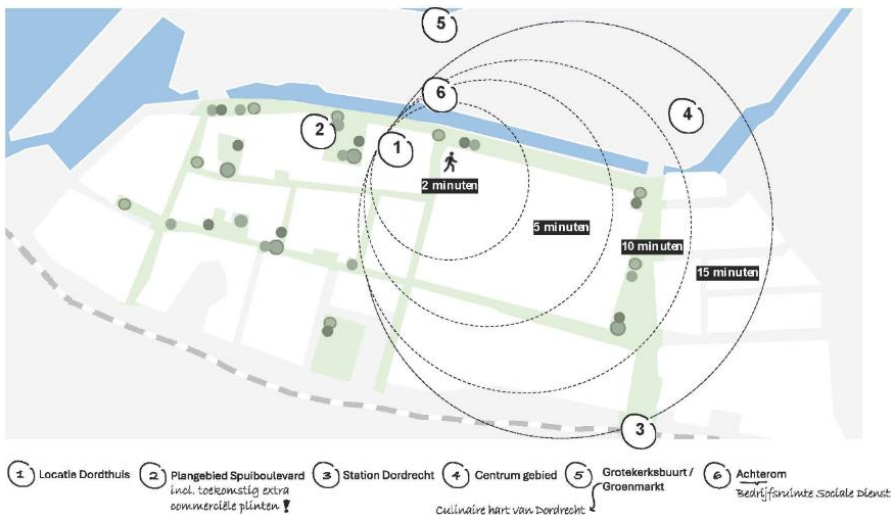 5
6
4
2
1
2 minuten
5 minuten
10 minuten
15 minuten
3
1 Locatie Dordthuis
2 Plangebied Spuiboulevard
incl. toekomstig extra
commerciële plinten !
3 Station Dordrecht
4 Centrum gebied
5 Grotekerksbuurt /
Groenmarkt
Culinaire hart van Dordrecht
6 Achterom
Bedrijfsruimte Sociale Dienst